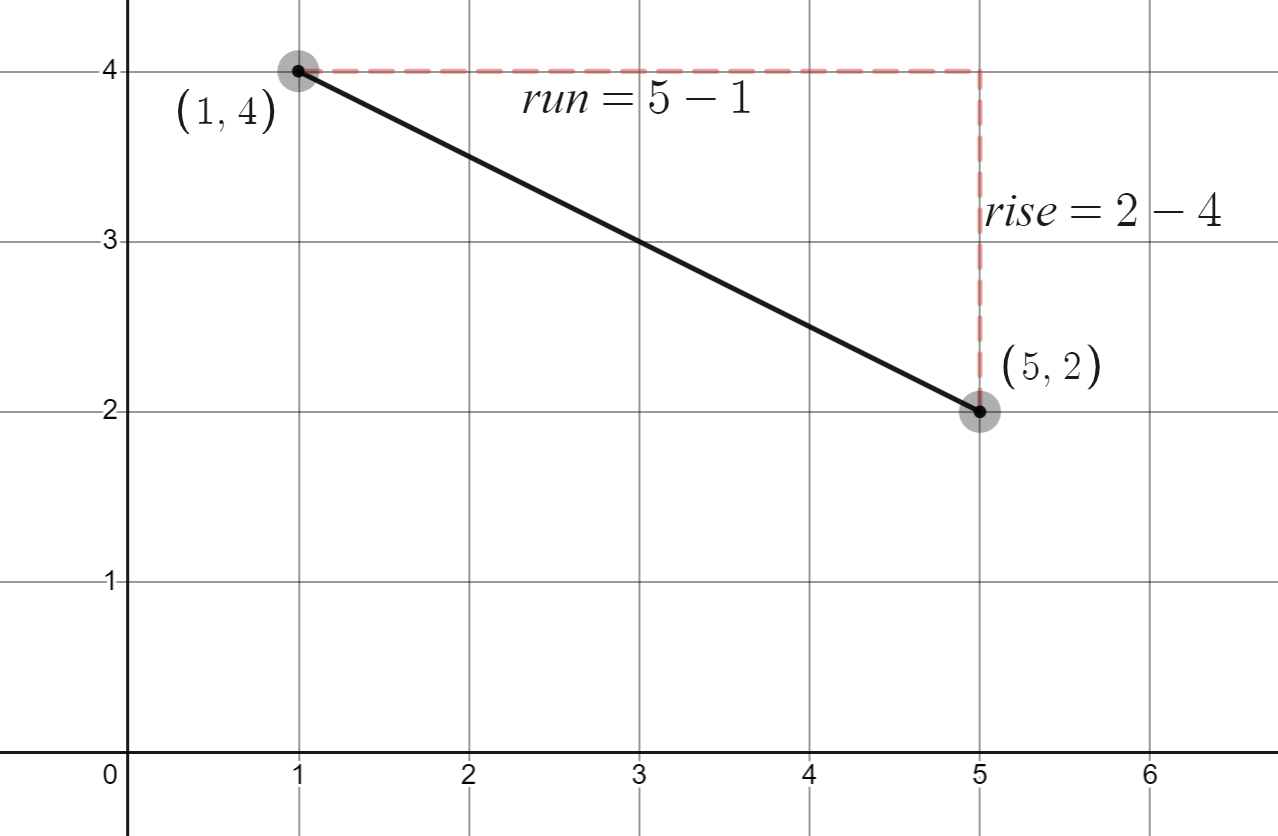 4
(1, 4)
run = 5 − 1
rise = 2 − 4
3
(5, 2)
2
1
0 1 2 3 4 5 6